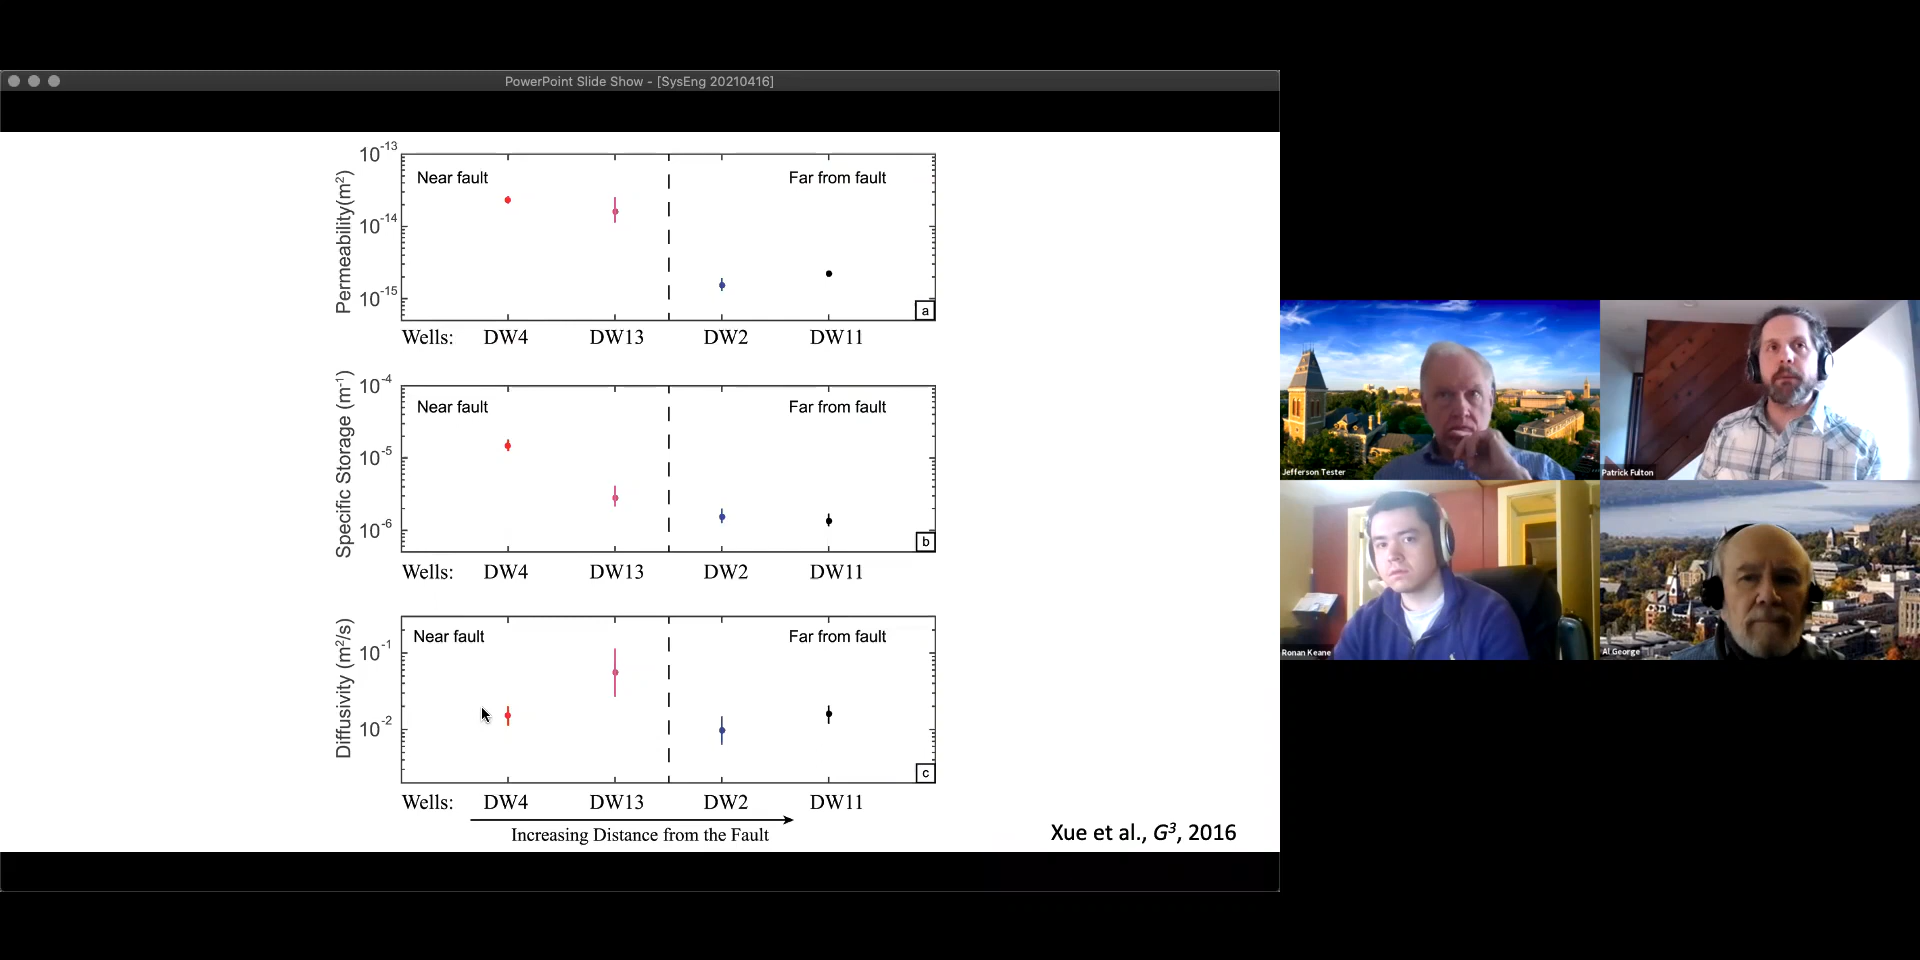 PowerPoint Slide Show - [SysEng 20210416]
10⁻¹³
Near fault
Far from fault
Permeability(m²)
10⁻¹⁴
10⁻¹⁵
a
Wells: DW4 DW13 DW2 DW11
10⁻⁴
Near fault
Far from fault
Specific Storage (m⁻¹)
10⁻⁵
10⁻⁶
b
Wells: DW4 DW13 DW2 DW11
Near fault
Far from fault
Diffusivity (m²/s)
10⁻¹
10⁻²
c
Wells: DW4 DW13 DW2 DW11
Increasing Distance from the Fault
Xue et al., G³, 2016
Jefferson Tester
Patrick Fulton
Ronan Keane
Al George